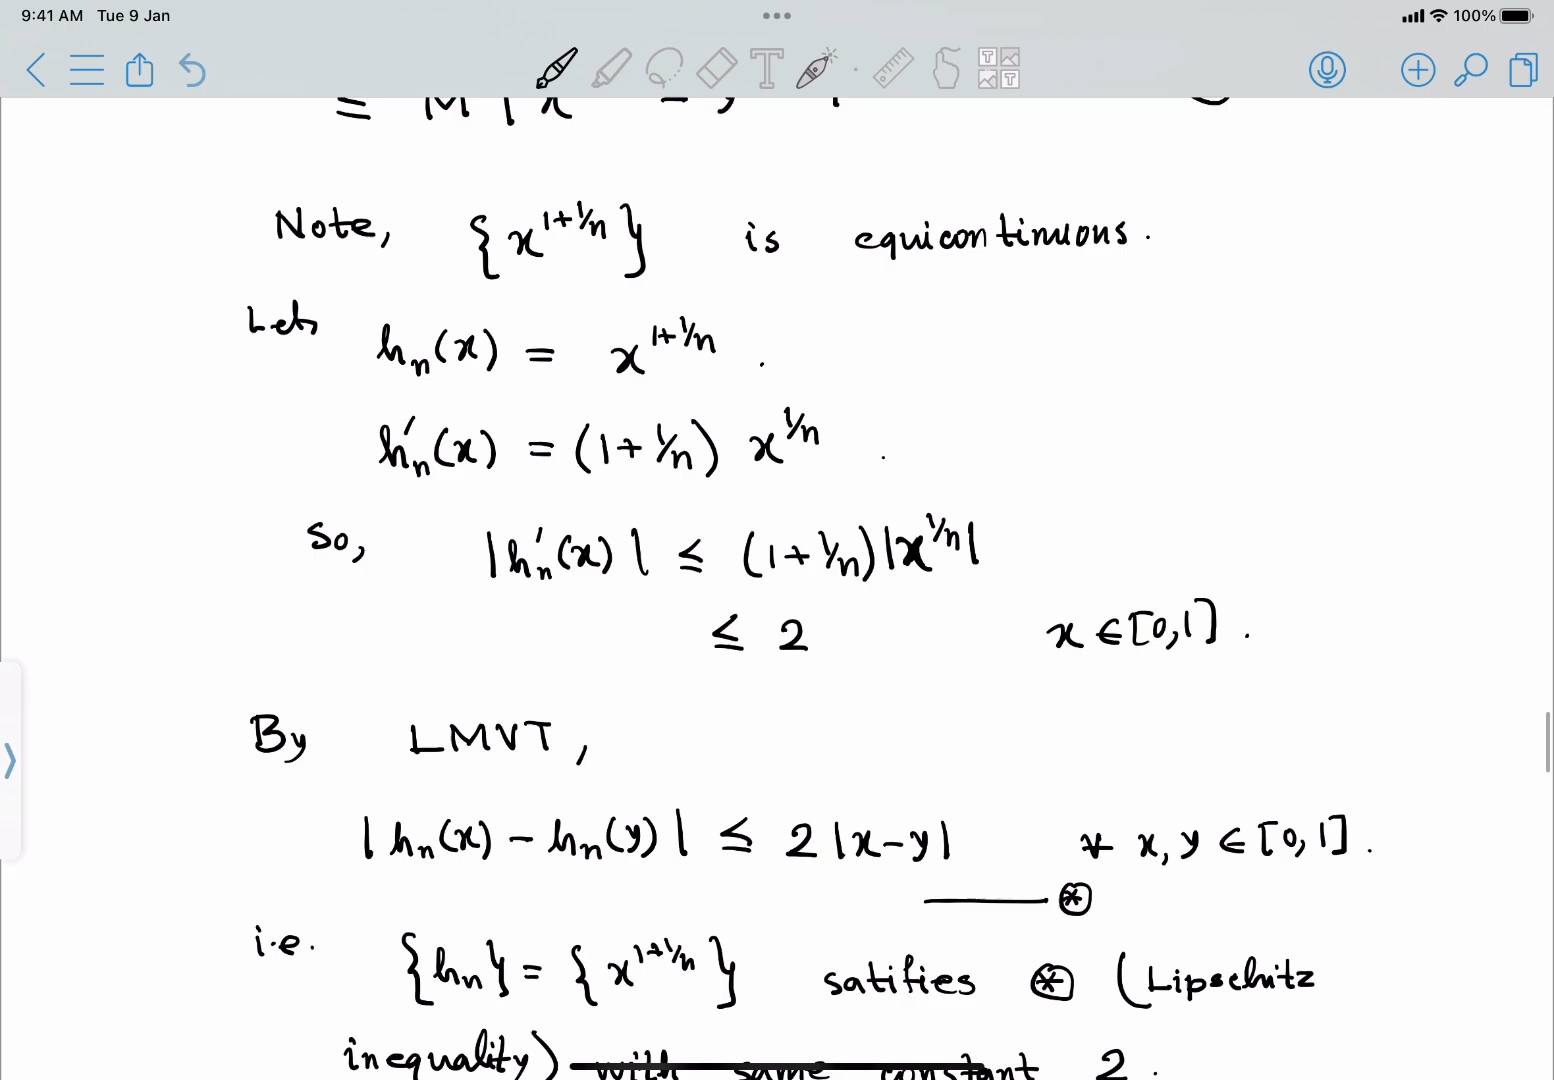 9:41 AM Tue 9 Jan
100%
Note, {x^{1+1/n}} is equicontinuous.
Let, h_n(x) = x^{1+1/n}.
h_n'(x) = (1+1/n) x^{1/n}.
So, |h_n'(x)| ≤ (1+1/n)|x^{1/n}|
≤ 2 x ∈ [0,1].
By LMVT,
|h_n(x) - h_n(y)| ≤ 2|x-y| ∀ x, y ∈ [0,1].
——— ⊛
i.e. {h_n} = {x^{1+1/n}} satifies ⊛ (Lipschitz
inequality) with same constant 2.